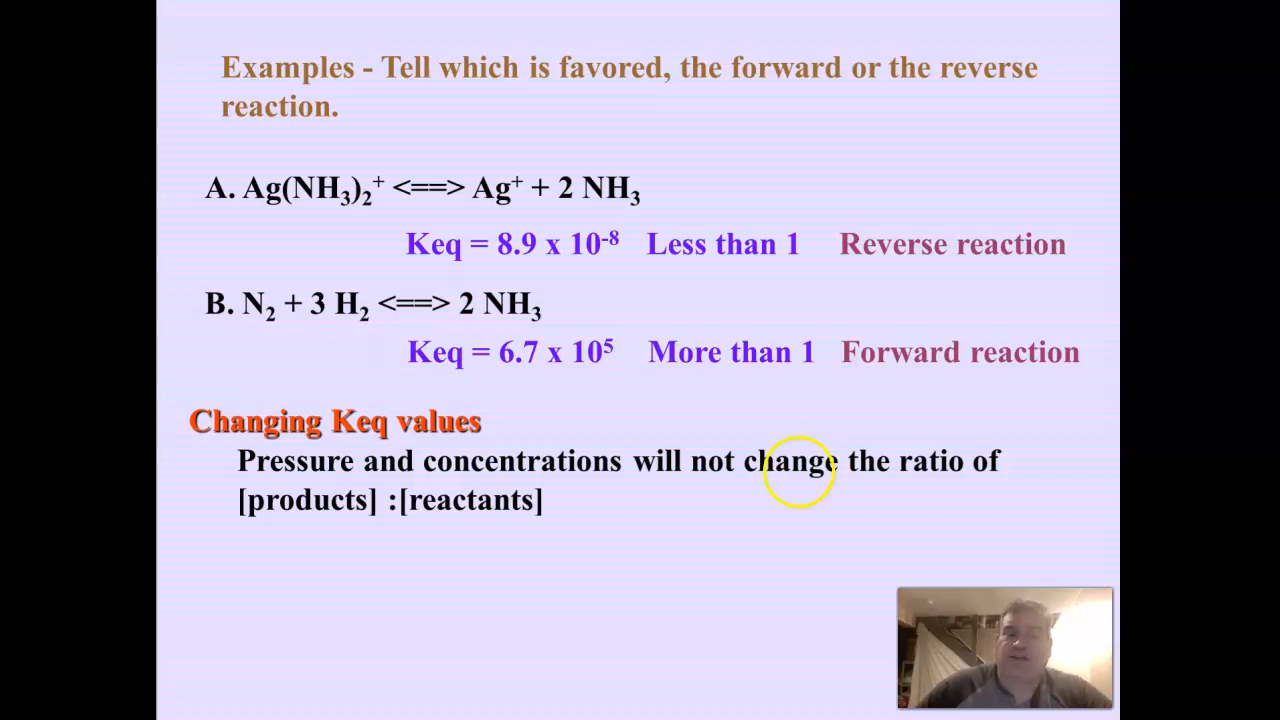 Examples - Tell which is favored, the forward or the reverse
reaction.
A. Ag(NH₃)₂⁺ <==> Ag⁺ + 2 NH₃
Keq = 8.9 x 10⁻⁸ Less than 1 Reverse reaction
B. N₂ + 3 H₂ <==> 2 NH₃
Keq = 6.7 x 10⁵ More than 1 Forward reaction
Changing Keq values
Pressure and concentrations will not change the ratio of
[products] :[reactants]